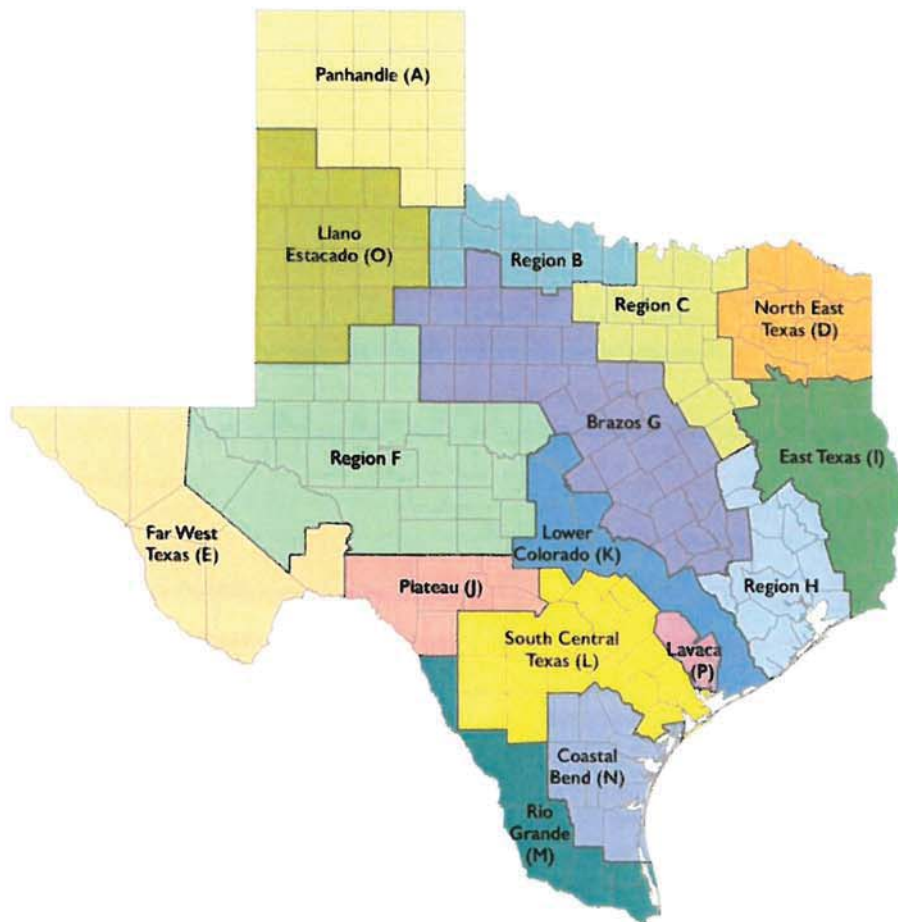 Panhandle (A)
Llano
Estacado (O)
Region B
Region C
North East
Texas (D)
Brazos G
East Texas (I)
Region F
Far West
Texas (E)
Lower
Colorado (K)
Region H
Plateau (J)
South Central
Texas (L)
Lavaca
(P)
Coastal
Bend (N)
Rio
Grande
(M)